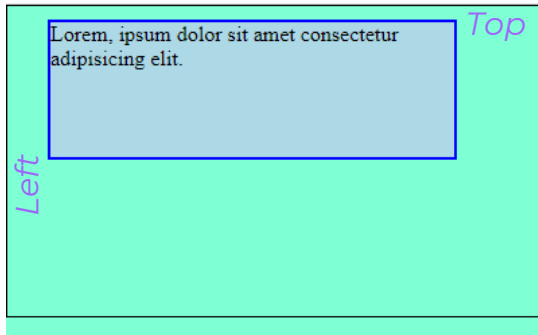 Top
Lorem, ipsum dolor sit amet consectetur
adipisicing elit.
Left